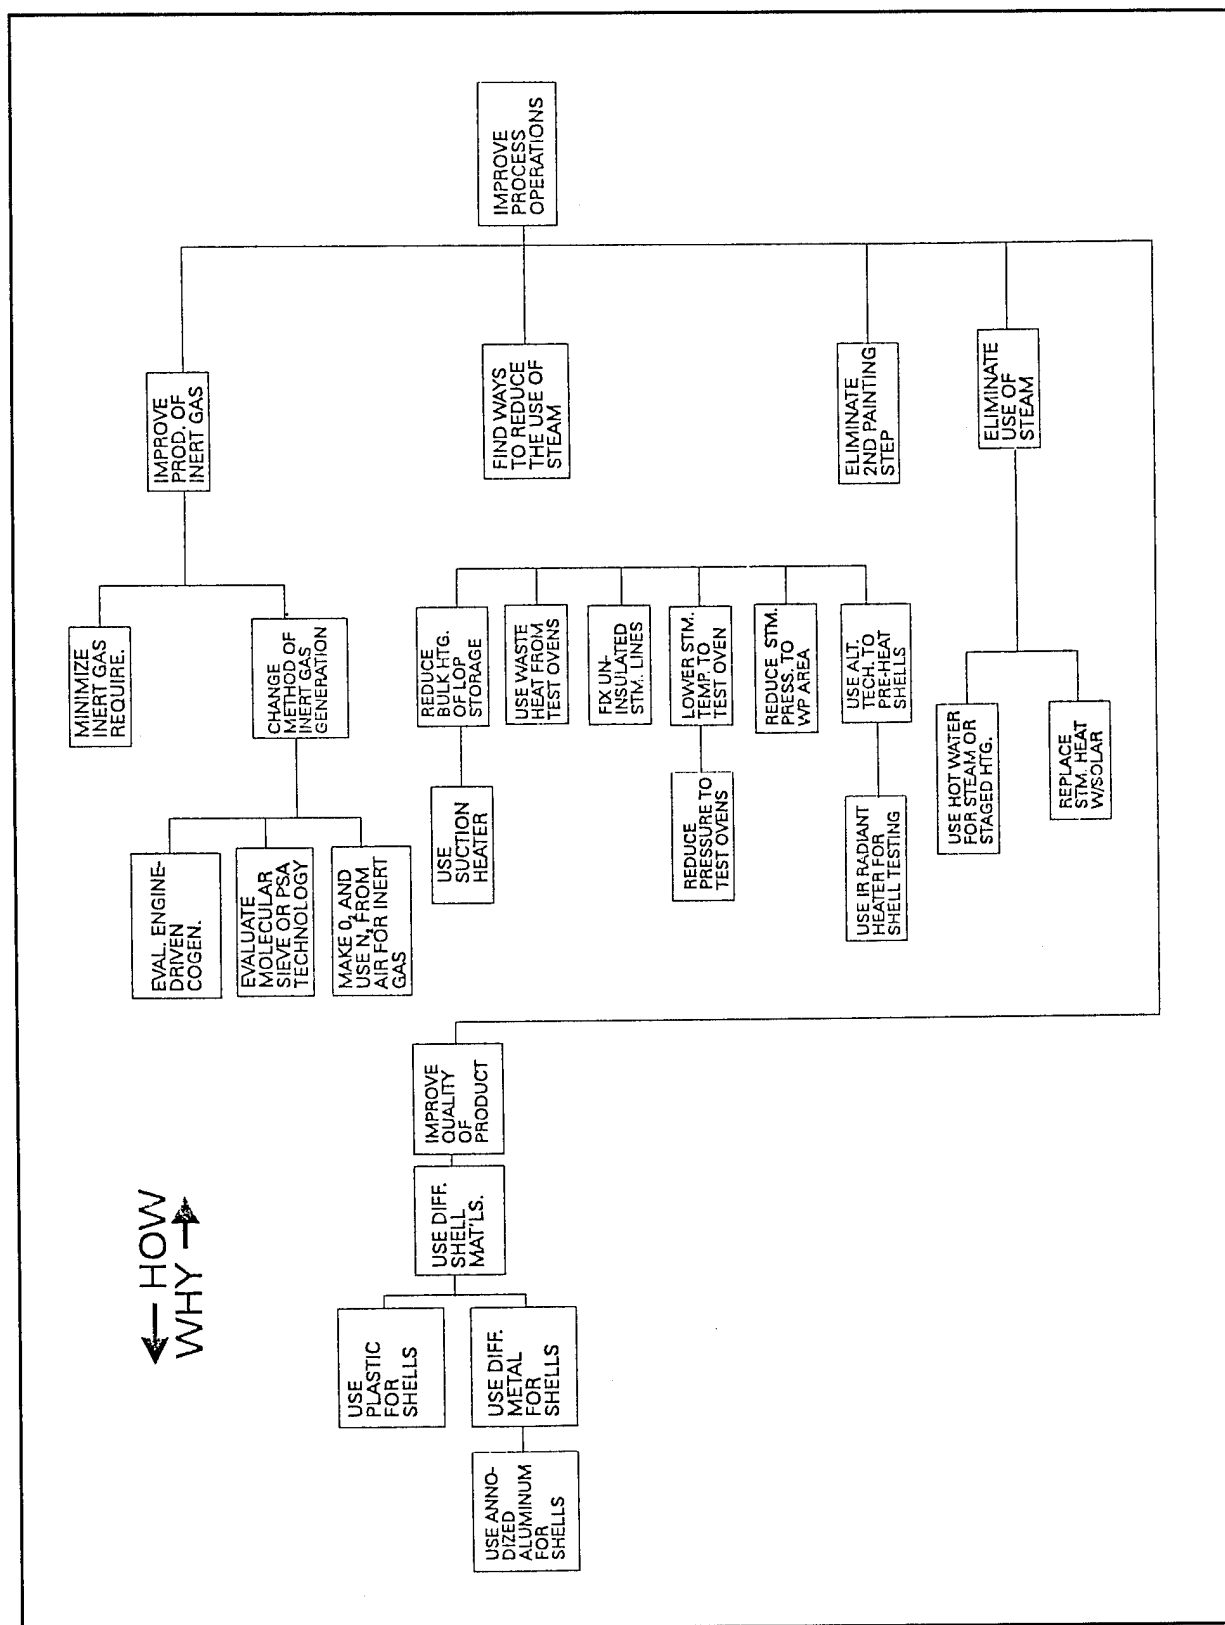 ← HOW
WHY →
IMPROVE
PROCESS
OPERATIONS
IMPROVE
PROD. OF
INERT GAS
MINIMIZE
INERT GAS
REQUIRE.
CHANGE
METHOD OF
INERT GAS
GENERATION
EVAL. ENGINE-
DRIVEN
COGEN.
EVALUATE
MOLECULAR
SIEVE OR PSA
TECHNOLOGY
MAKE O₂ AND
USE N₂ FROM
AIR FOR INERT
GAS
FIND WAYS
TO REDUCE
THE USE OF
STEAM
REDUCE
BULK HTG.
OF LOP
STORAGE
USE
SUCTION
HEATER
USE WASTE
HEAT FROM
TEST OVENS
FIX UN-
INSULATED
STM. LINES
LOWER STM.
TEMP. TO
TEST OVEN
REDUCE
PRESSURE TO
TEST OVENS
REDUCE STM.
PRESS. TO
WP AREA
USE ALT.
TECH. TO
PRE-HEAT
SHELLS
USE IR RADIANT
HEATER FOR
SHELL TESTING
ELIMINATE
2ND PAINTING
STEP
ELIMINATE
USE OF
STEAM
USE HOT WATER
FOR STEAM OR
STAGED HTG.
REPLACE
STM. HEAT
W/SOLAR
IMPROVE
QUALITY
OF
PRODUCT
USE DIFF.
SHELL
MAT'LS.
USE
PLASTIC
FOR
SHELLS
USE DIFF.
METAL
FOR
SHELLS
USE ANNO-
DIZED
ALUMINUM
FOR
SHELLS